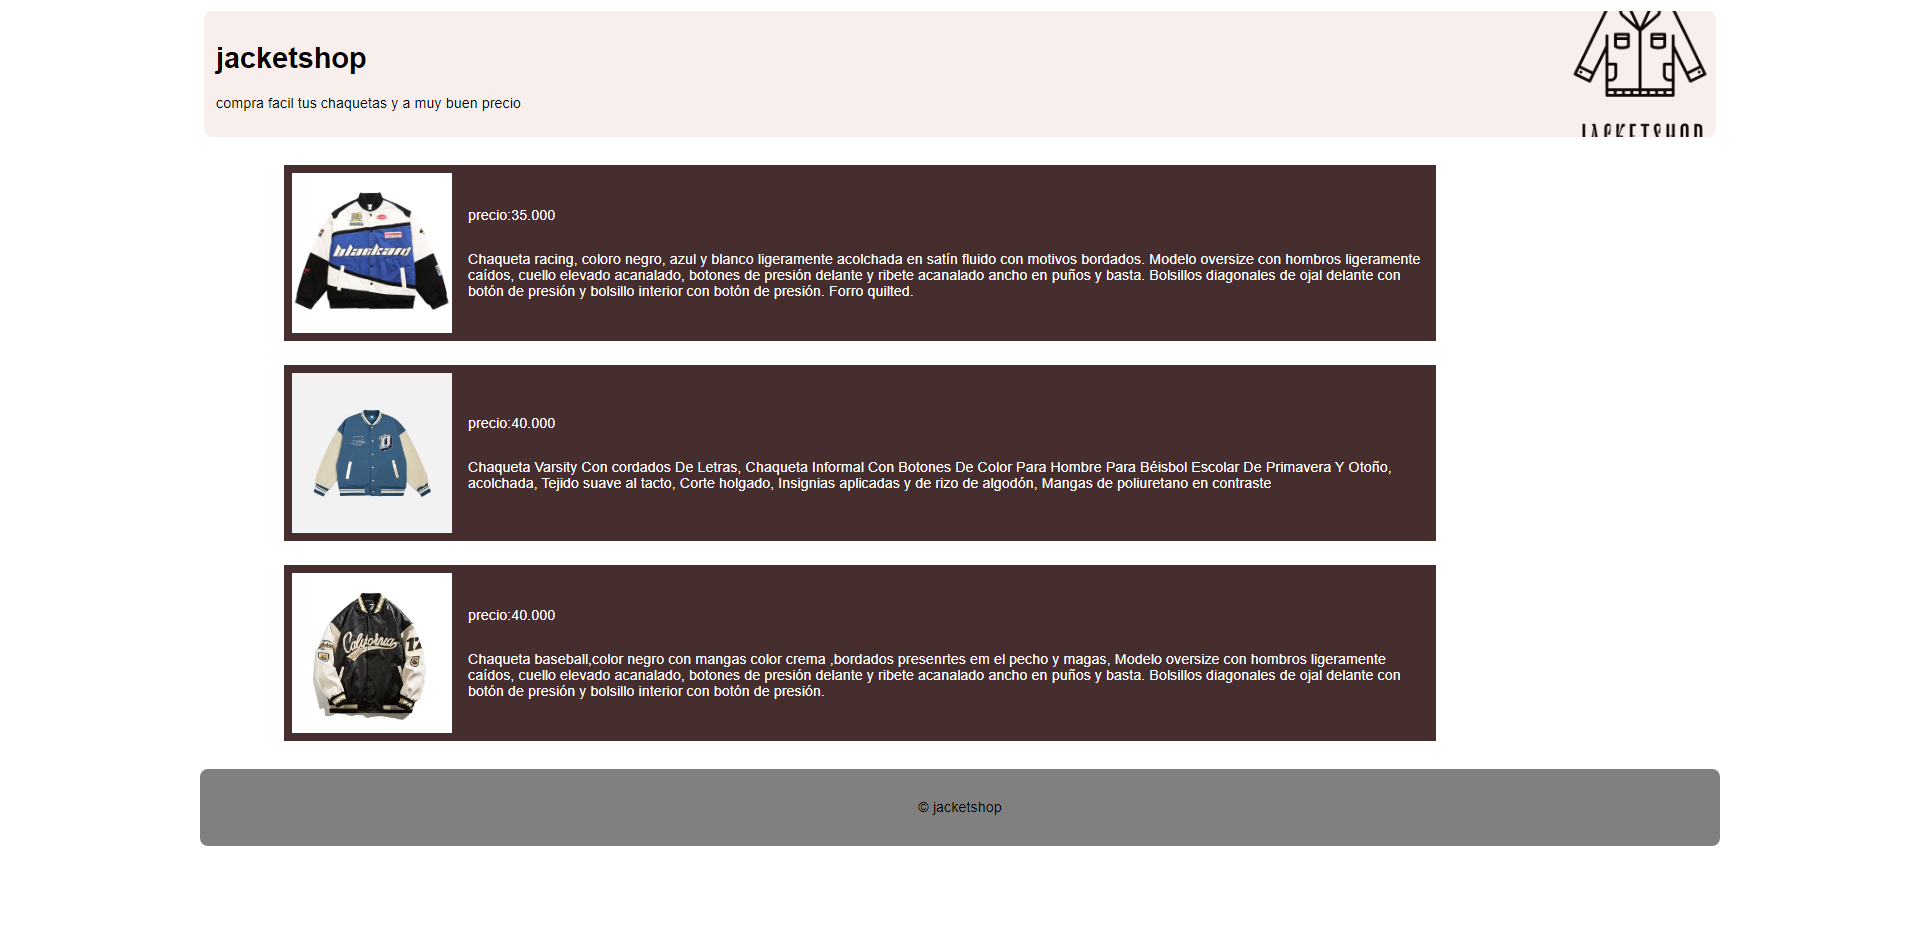 jacketshop
compra facil tus chaquetas y a muy buen precio
JACKETSHOP
blackaid
precio:35.000
Chaqueta racing, coloro negro, azul y blanco ligeramente acolchada en satín fluido con motivos bordados. Modelo oversize con hombros ligeramente
caídos, cuello elevado acanalado, botones de presión delante y ribete acanalado ancho en puños y basta. Bolsillos diagonales de ojal delante con
botón de presión y bolsillo interior con botón de presión. Forro quilted.
precio:40.000
Chaqueta Varsity Con cordados De Letras, Chaqueta Informal Con Botones De Color Para Hombre Para Béisbol Escolar De Primavera Y Otoño,
acolchada, Tejido suave al tacto, Corte holgado, Insignias aplicadas y de rizo de algodón, Mangas de poliuretano en contraste
California
precio:40.000
Chaqueta baseball,color negro con mangas color crema ,bordados presenrtes em el pecho y magas, Modelo oversize con hombros ligeramente
caídos, cuello elevado acanalado, botones de presión delante y ribete acanalado ancho en puños y basta. Bolsillos diagonales de ojal delante con
botón de presión y bolsillo interior con botón de presión.
© jacketshop